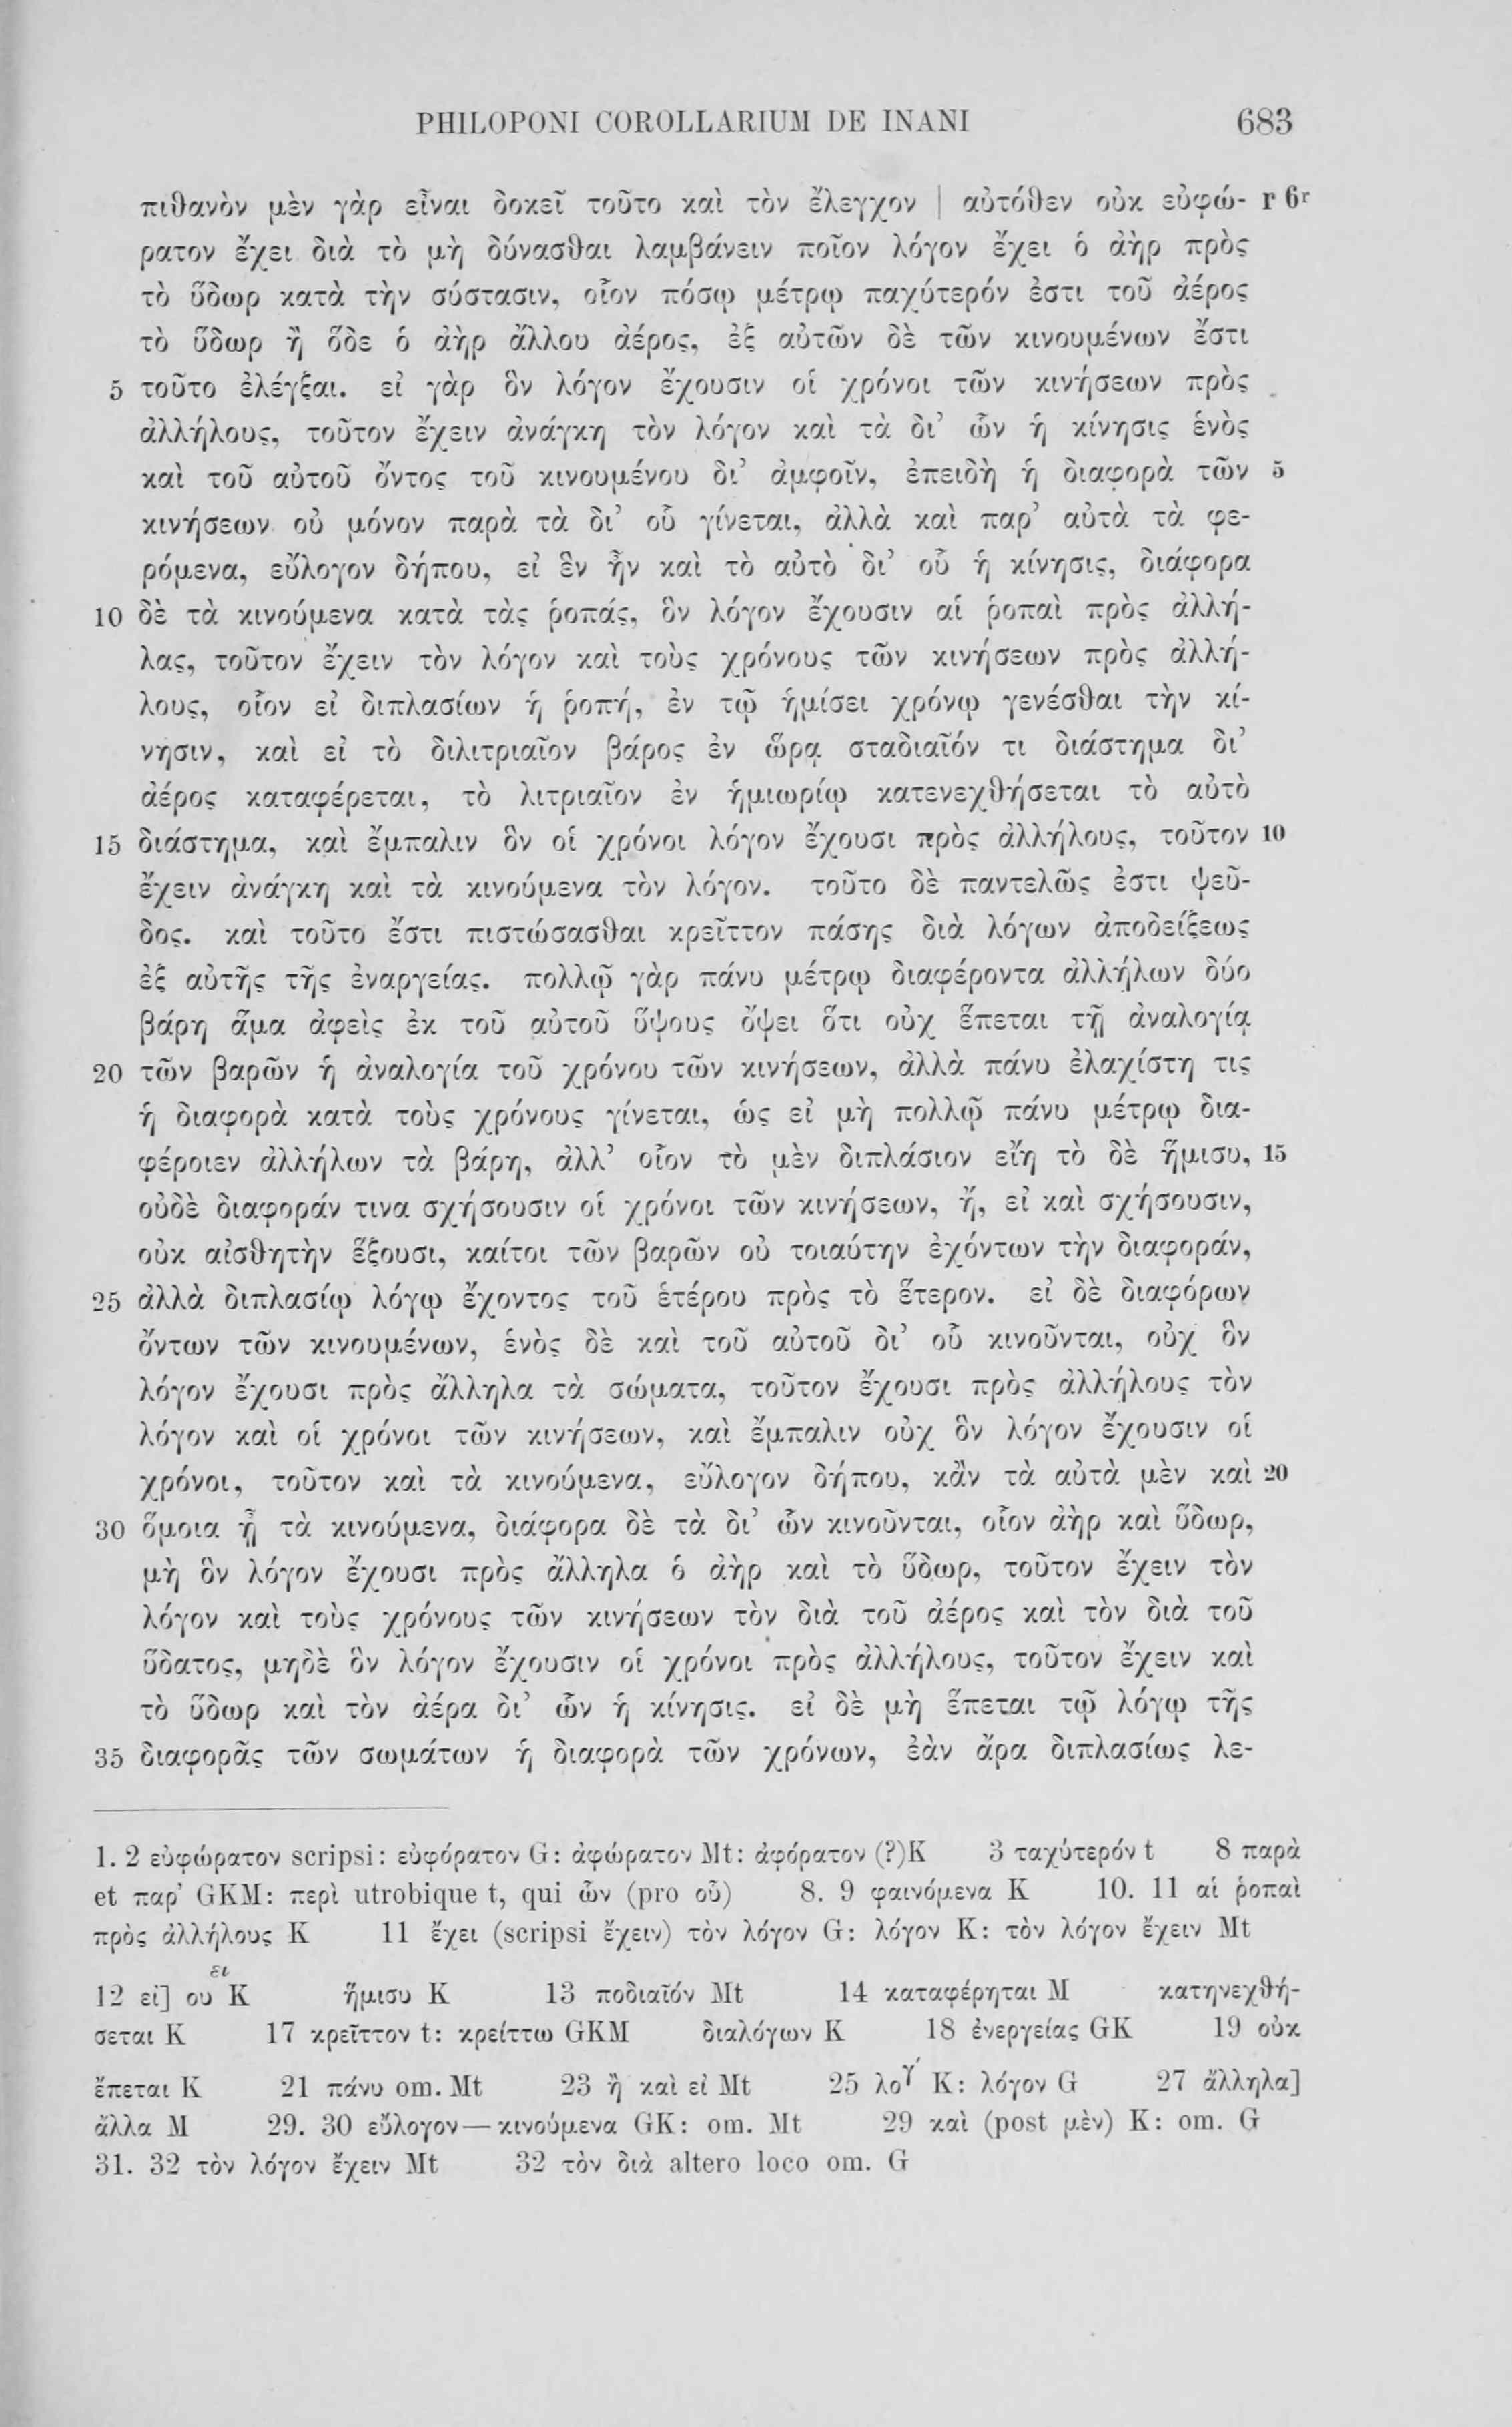 PHILOPONI COROLLARIUM DE INANI 683
πιθανὸν μὲν γὰρ εἶναι δοκεῖ τοῦτο καὶ τὸν ἔλεγχον | αὐτόθεν οὐκ εὐφώ- r 6r
ρατον ἔχει διὰ τὸ μὴ δύνασθαι λαμβάνειν ποῖον λόγον ἔχει ὁ ἀὴρ πρὸς
τὸ ὕδωρ κατὰ τὴν σύστασιν, οἷον πόσῳ μέτρῳ παχύτερόν ἐστι τοῦ ἀέρος
τὸ ὕδωρ ἢ ὅδε ὁ ἀὴρ ἄλλου ἀέρος, ἐξ αὐτῶν δὲ τῶν κινουμένων ἔστι
5 τοῦτο ἐλέγξαι. εἰ γὰρ ὃν λόγον ἔχουσιν οἱ χρόνοι τῶν κινήσεων πρὸς
ἀλλήλους, τοῦτον ἔχειν ἀνάγκη τὸν λόγον καὶ τὰ δι’ ὧν ἡ κίνησις ἑνὸς
καὶ τοῦ αὐτοῦ ὄντος τοῦ κινουμένου δι’ ἀμφοῖν, ἐπειδὴ ἡ διαφορὰ τῶν 5
κινήσεων οὐ μόνον παρὰ τὰ δι’ οὗ γίνεται, ἀλλὰ καὶ παρ’ αὐτὰ τὰ φε-
ρόμενα, εὔλογον δήπου, εἰ ἓν ἦν καὶ τὸ αὐτὸ δι’ οὗ ἡ κίνησις, διάφορα
10 δὲ τὰ κινούμενα κατὰ τὰς ῥοπάς, ὃν λόγον ἔχουσιν αἱ ῥοπαὶ πρὸς ἀλλή-
λας, τοῦτον ἔχειν τὸν λόγον καὶ τοὺς χρόνους τῶν κινήσεων πρὸς ἀλλή-
λους, οἷον εἰ διπλασίων ἡ ῥοπή, ἐν τῷ ἡμίσει χρόνῳ γενέσθαι τὴν κί-
νησιν, καὶ εἰ τὸ διλιτριαῖον βάρος ἐν ὥρᾳ σταδιαῖόν τι διάστημα δι’
ἀέρος καταφέρεται, τὸ λιτριαῖον ἐν ἡμιωρίῳ κατενεχθήσεται τὸ αὐτὸ
15 διάστημα, καὶ ἔμπαλιν ὃν οἱ χρόνοι λόγον ἔχουσι πρὸς ἀλλήλους, τοῦτον 10
ἔχειν ἀνάγκη καὶ τὰ κινούμενα τὸν λόγον. τοῦτο δὲ παντελῶς ἐστι ψεῦ-
δος. καὶ τοῦτο ἔστι πιστώσασθαι κρεῖττον πάσης διὰ λόγων ἀποδείξεως
ἐξ αὐτῆς τῆς ἐναργείας. πολλῷ γὰρ πάνυ μέτρῳ διαφέροντα ἀλλήλων δύο
βάρη ἅμα ἀφεὶς ἐκ τοῦ αὐτοῦ ὕψους ὄψει ὅτι οὐχ ἕπεται τῇ ἀναλογίᾳ
20 τῶν βαρῶν ἡ ἀναλογία τοῦ χρόνου τῶν κινήσεων, ἀλλὰ πάνυ ἐλαχίστη τις
ἡ διαφορὰ κατὰ τοὺς χρόνους γίνεται, ὡς εἰ μὴ πολλῷ πάνυ μέτρῳ δια-
φέροιεν ἀλλήλων τὰ βάρη, ἀλλ’ οἷον τὸ μὲν διπλάσιον εἴη τὸ δὲ ἥμισυ, 15
οὐδὲ διαφοράν τινα σχήσουσιν οἱ χρόνοι τῶν κινήσεων, ἤ, εἰ καὶ σχήσουσιν,
οὐκ αἰσθητὴν ἕξουσι, καίτοι τῶν βαρῶν οὐ τοιαύτην ἐχόντων τὴν διαφοράν,
25 ἀλλὰ διπλασίῳ λόγῳ ἔχοντος τοῦ ἑτέρου πρὸς τὸ ἕτερον. εἰ δὲ διαφόρων
ὄντων τῶν κινουμένων, ἑνὸς δὲ καὶ τοῦ αὐτοῦ δι’ οὗ κινοῦνται, οὐχ ὃν
λόγον ἔχουσι πρὸς ἄλληλα τὰ σώματα, τοῦτον ἔχουσι πρὸς ἀλλήλους τὸν
λόγον καὶ οἱ χρόνοι τῶν κινήσεων, καὶ ἔμπαλιν οὐχ ὃν λόγον ἔχουσιν οἱ
χρόνοι, τοῦτον καὶ τὰ κινούμενα, εὔλογον δήπου, κἂν τὰ αὐτὰ μὲν καὶ 20
30 ὅμοια ᾖ τὰ κινούμενα, διάφορα δὲ τὰ δι’ ὧν κινοῦνται, οἷον ἀὴρ καὶ ὕδωρ,
μὴ ὃν λόγον ἔχουσι πρὸς ἄλληλα ὁ ἀὴρ καὶ τὸ ὕδωρ, τοῦτον ἔχειν τὸν
λόγον καὶ τοὺς χρόνους τῶν κινήσεων τὸν διὰ τοῦ ἀέρος καὶ τὸν διὰ τοῦ
ὕδατος, μηδὲ ὃν λόγον ἔχουσιν οἱ χρόνοι πρὸς ἀλλήλους, τοῦτον ἔχειν καὶ
τὸ ὕδωρ καὶ τὸν ἀέρα δι’ ὧν ἡ κίνησις. εἰ δὲ μὴ ἕπεται τῷ λόγῳ τῆς
35 διαφορᾶς τῶν σωμάτων ἡ διαφορὰ τῶν χρόνων, ἐὰν ἄρα διπλασίως λε-
1. 2 εὐφώρατον scripsi: εὐφόρατον G: ἀφώρατον Mt: ἀφόρατον (?)K 3 ταχύτερόν t 8 παρὰ
et παρ’ GKM: περὶ utrobique t, qui ὧν (pro οὗ) 8. 9 φαινόμενα K 10. 11 αἱ ῥοπαὶ
πρὸς ἀλλήλους K 11 ἔχει (scripsi ἔχειν) τὸν λόγον G: λόγον K: τὸν λόγον ἔχειν Mt
12 εἰ] ου ει K ἥμισυ K 13 ποδιαῖόν Mt 14 καταφέρηται M κατηνεχθή-
σεται K 17 κρεῖττον t: κρείττω GKM διαλόγων K 18 ἐνεργείας GK 19 οὐκ
ἔπεται K 21 πάνυ om. Mt 23 ἢ καὶ εἰ Mt 25 λογ́ K: λόγον G 27 ἄλληλα]
ἄλλα M 29. 30 εὔλογον—κινούμενα GK: om. Mt 29 καὶ (post μὲν) K: om. G
31. 32 τὸν λόγον ἔχειν Mt 32 τὸν διὰ altero loco om. G